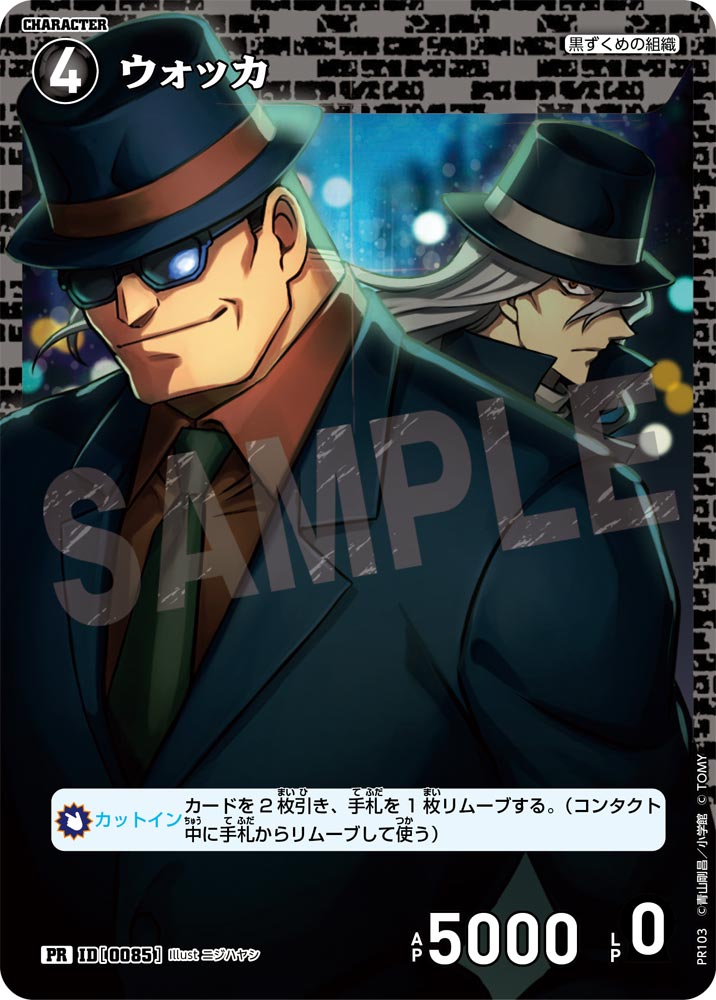 CHARACTER
4 ウォッカ
黒ずくめの組織
SAMPLE
カットイン カードを2枚引き、手札を1枚リムーブする。（コンタクト
中に手札からリムーブして使う）
AP 5000 LP 0
PR ID[0085] Illust ニジハヤシ
PR103 ©青山剛昌／小学館 © TOMY